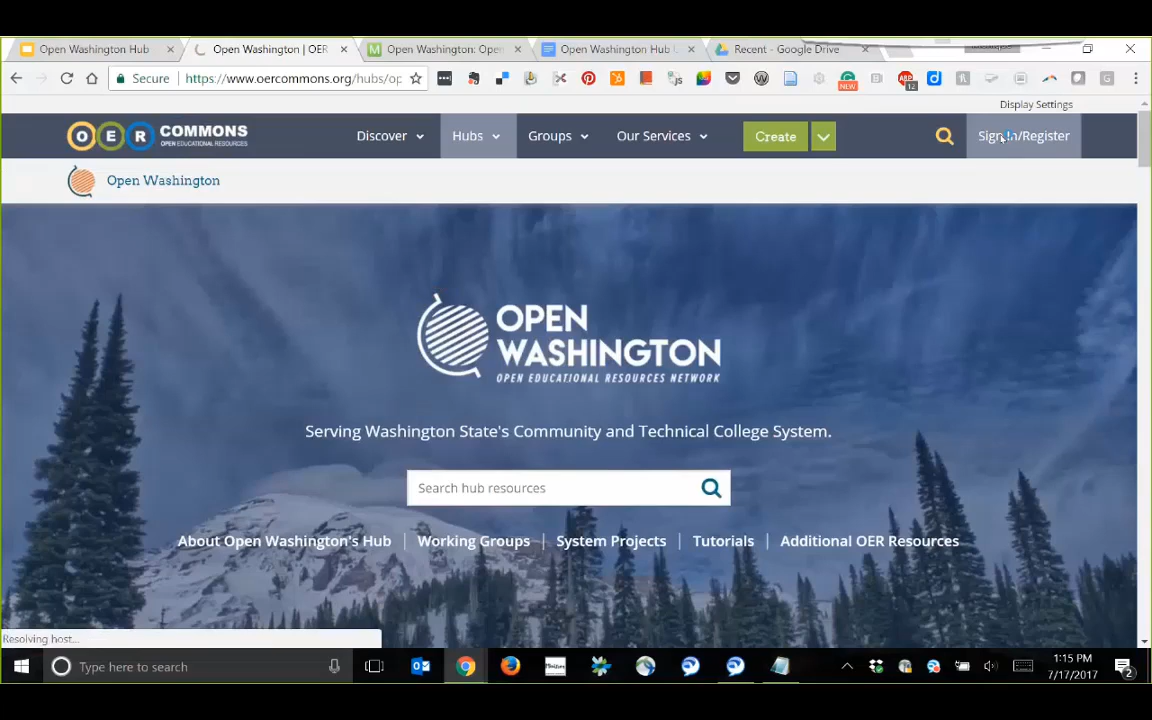 Open Washington Hub
Open Washington | OER
Open Washington: Open
Open Washington Hub U
Recent - Google Drive
Secure
https://www.oercommons.org/hubs/op
NEW
12
Display Settings
OER COMMONS
OPEN EDUCATIONAL RESOURCES
Discover
Hubs
Groups
Our Services
Create
Sign In/Register
Open Washington
OPEN
WASHINGTON
OPEN EDUCATIONAL RESOURCES NETWORK
Serving Washington State's Community and Technical College System.
Search hub resources
About Open Washington's Hub | Working Groups | System Projects | Tutorials | Additional OER Resources
Resolving host...
Type here to search
1:15 PM
7/17/2017
2